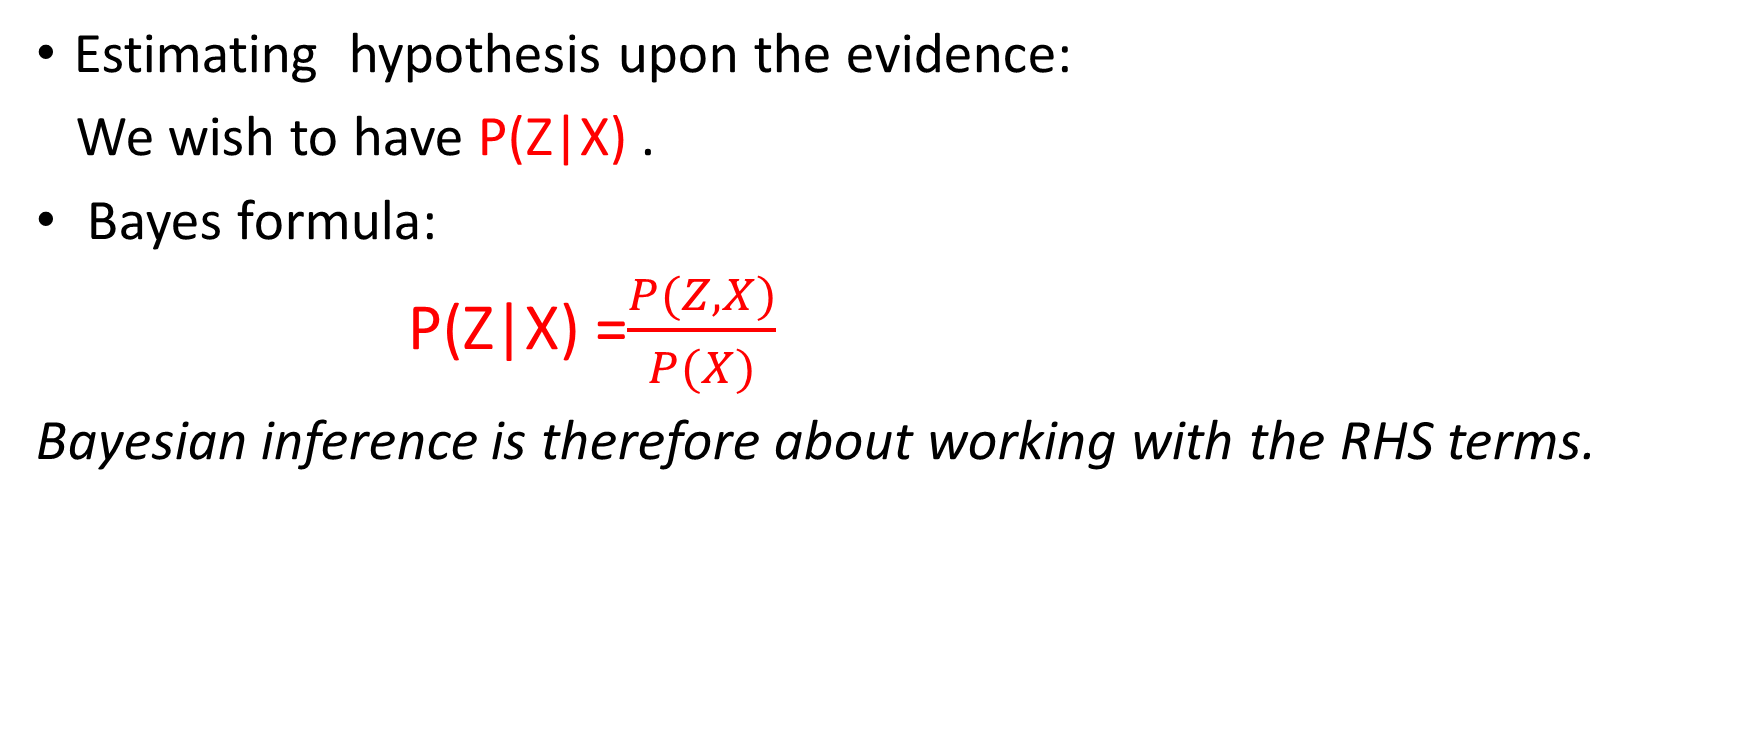 • Estimating hypothesis upon the evidence:
We wish to have P(Z|X) .
• Bayes formula:
P(Z|X) = P(Z,X) / P(X)
Bayesian inference is therefore about working with the RHS terms.